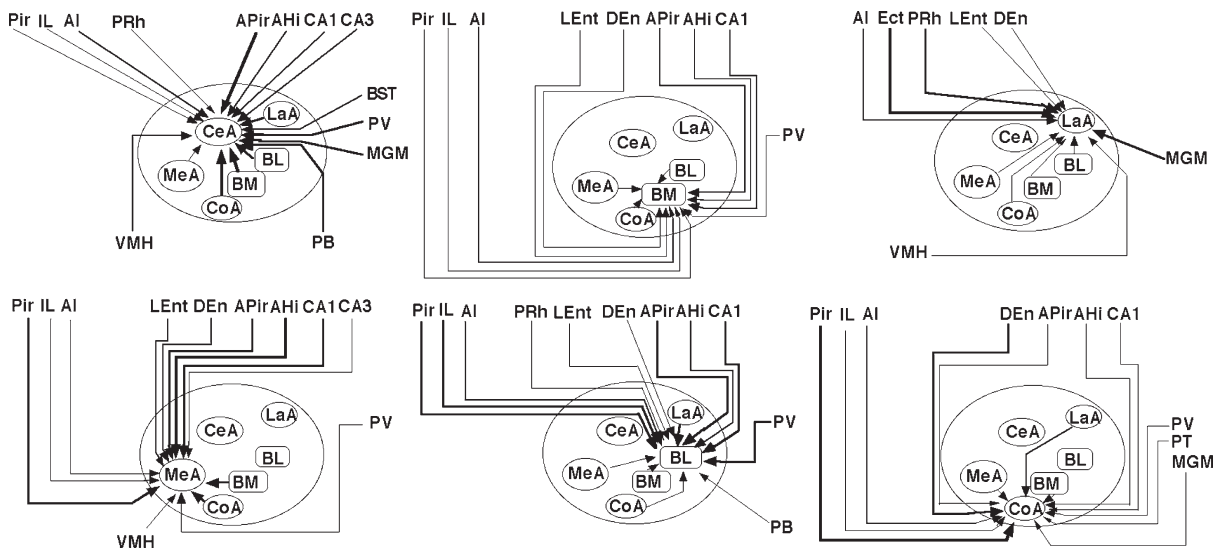 Pir IL AI PRh APir AHi CA1 CA3
BST
LaA
PV
CeA
MGM
BL
MeA
BM
CoA
VMH PB
Pir IL AI LEnt DEn APir AHi CA1
PV
LaA
CeA
BL
MeA
BM
CoA
AI Ect PRh LEnt DEn
LaA
CeA
MGM
BL
MeA
BM
CoA
VMH
Pir IL AI LEnt DEn APir AHi CA1 CA3
LaA
PV
CeA
BL
MeA
BM
CoA
VMH
Pir IL AI PRh LEnt DEn APir AHi CA1
LaA
PV
CeA
BL
MeA
BM
CoA
PB
Pir IL AI DEn APir AHi CA1
LaA
PV
CeA
PT
BL
MGM
MeA
BM
CoA